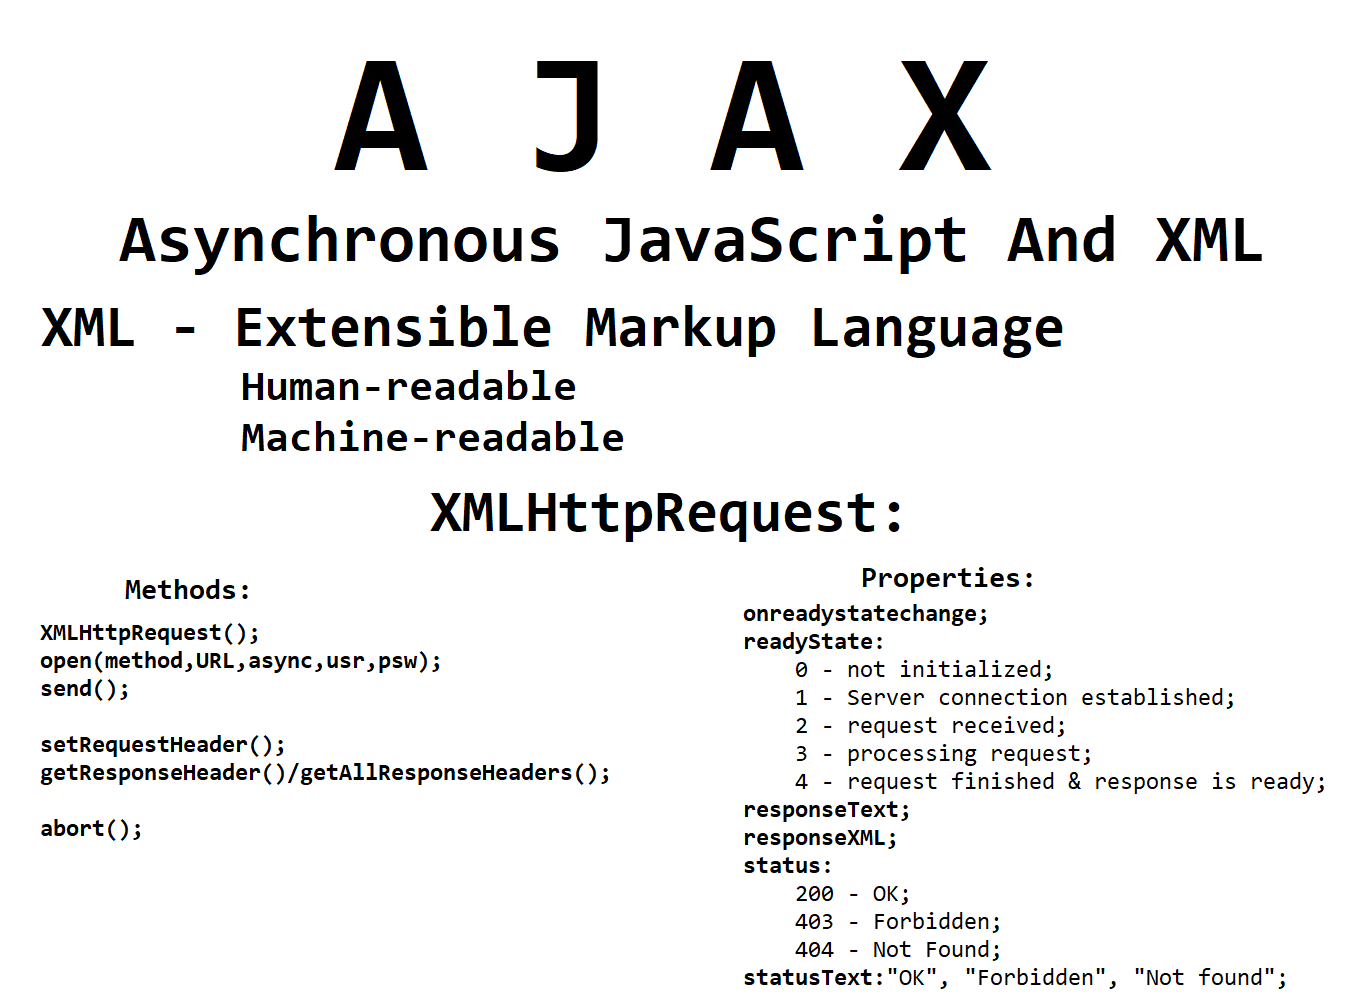 A J A X
Asynchronous JavaScript And XML
XML - Extensible Markup Language
Human-readable
Machine-readable
XMLHttpRequest:
Methods:
XMLHttpRequest();
open(method,URL,async,usr,psw);
send();
setRequestHeader();
getResponseHeader()/getAllResponseHeaders();
abort();
Properties:
onreadystatechange;
readyState:
0 - not initialized;
1 - Server connection established;
2 - request received;
3 - processing request;
4 - request finished & response is ready;
responseText;
responseXML;
status:
200 - OK;
403 - Forbidden;
404 - Not Found;
statusText:"OK", "Forbidden", "Not found";